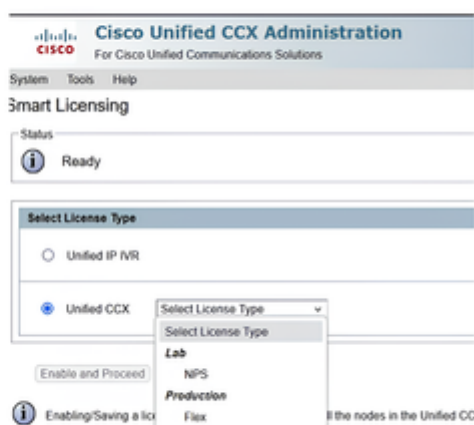 CISCO
Cisco Unified CCX Administration
For Cisco Unified Communications Solutions
System Tools Help
Smart Licensing
Status
Ready
Select License Type
Unified IP IVR
Unified CCX Select License Type
Select License Type
Lab
NPS
Enable and Proceed
Production
Flex
Enabling/Saving a lic ll the nodes in the Unified CC